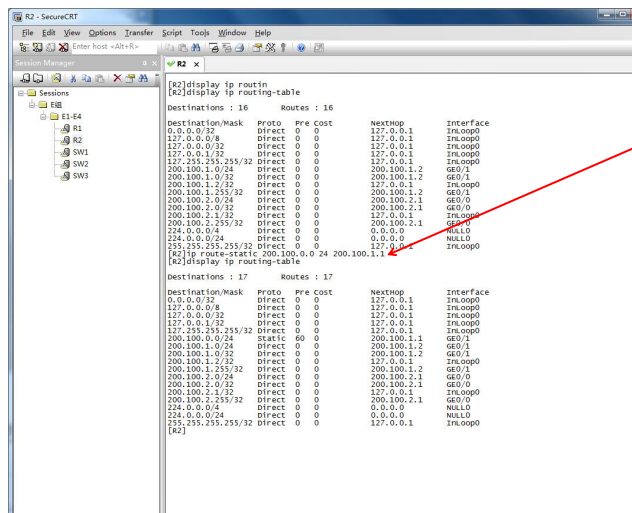 R2 - SecureCRT
File Edit View Options Transfer Script Tools Window Help
Enter host <Alt+R>
Session Manager
R2
Sessions
E组
E1-E4
R1
R2
SW1
SW2
SW3
[R2]display ip routin
[R2]display ip routing-table
Destinations : 16 Routes : 16
Destination/Mask Proto Pre Cost NextHop Interface
0.0.0.0/32 Direct 0 0 127.0.0.1 InLoop0
127.0.0.0/8 Direct 0 0 127.0.0.1 InLoop0
127.0.0.0/32 Direct 0 0 127.0.0.1 InLoop0
127.0.0.1/32 Direct 0 0 127.0.0.1 InLoop0
127.255.255.255/32 Direct 0 0 127.0.0.1 InLoop0
200.100.1.0/24 Direct 0 0 200.100.1.2 GE0/1
200.100.1.0/32 Direct 0 0 200.100.1.2 GE0/1
200.100.1.2/32 Direct 0 0 127.0.0.1 InLoop0
200.100.1.255/32 Direct 0 0 200.100.1.2 GE0/1
200.100.2.0/24 Direct 0 0 200.100.2.1 GE0/0
200.100.2.0/32 Direct 0 0 200.100.2.1 GE0/0
200.100.2.1/32 Direct 0 0 127.0.0.1 InLoop0
200.100.2.255/32 Direct 0 0 200.100.2.1 GE0/0
224.0.0.0/4 Direct 0 0 0.0.0.0 NULL0
224.0.0.0/24 Direct 0 0 0.0.0.0 NULL0
255.255.255.255/32 Direct 0 0 127.0.0.1 InLoop0
[R2]ip route-static 200.100.0.0 24 200.100.1.1
[R2]display ip routing-table
Destinations : 17 Routes : 17
Destination/Mask Proto Pre Cost NextHop Interface
0.0.0.0/32 Direct 0 0 127.0.0.1 InLoop0
127.0.0.0/8 Direct 0 0 127.0.0.1 InLoop0
127.0.0.0/32 Direct 0 0 127.0.0.1 InLoop0
127.0.0.1/32 Direct 0 0 127.0.0.1 InLoop0
127.255.255.255/32 Direct 0 0 127.0.0.1 InLoop0
200.100.0.0/24 Static 60 0 200.100.1.1 GE0/1
200.100.1.0/24 Direct 0 0 200.100.1.2 GE0/1
200.100.1.0/32 Direct 0 0 200.100.1.2 GE0/1
200.100.1.2/32 Direct 0 0 127.0.0.1 InLoop0
200.100.1.255/32 Direct 0 0 200.100.1.2 GE0/1
200.100.2.0/24 Direct 0 0 200.100.2.1 GE0/0
200.100.2.0/32 Direct 0 0 200.100.2.1 GE0/0
200.100.2.1/32 Direct 0 0 127.0.0.1 InLoop0
200.100.2.255/32 Direct 0 0 200.100.2.1 GE0/0
224.0.0.0/4 Direct 0 0 0.0.0.0 NULL0
224.0.0.0/24 Direct 0 0 0.0.0.0 NULL0
255.255.255.255/32 Direct 0 0 127.0.0.1 InLoop0
[R2]